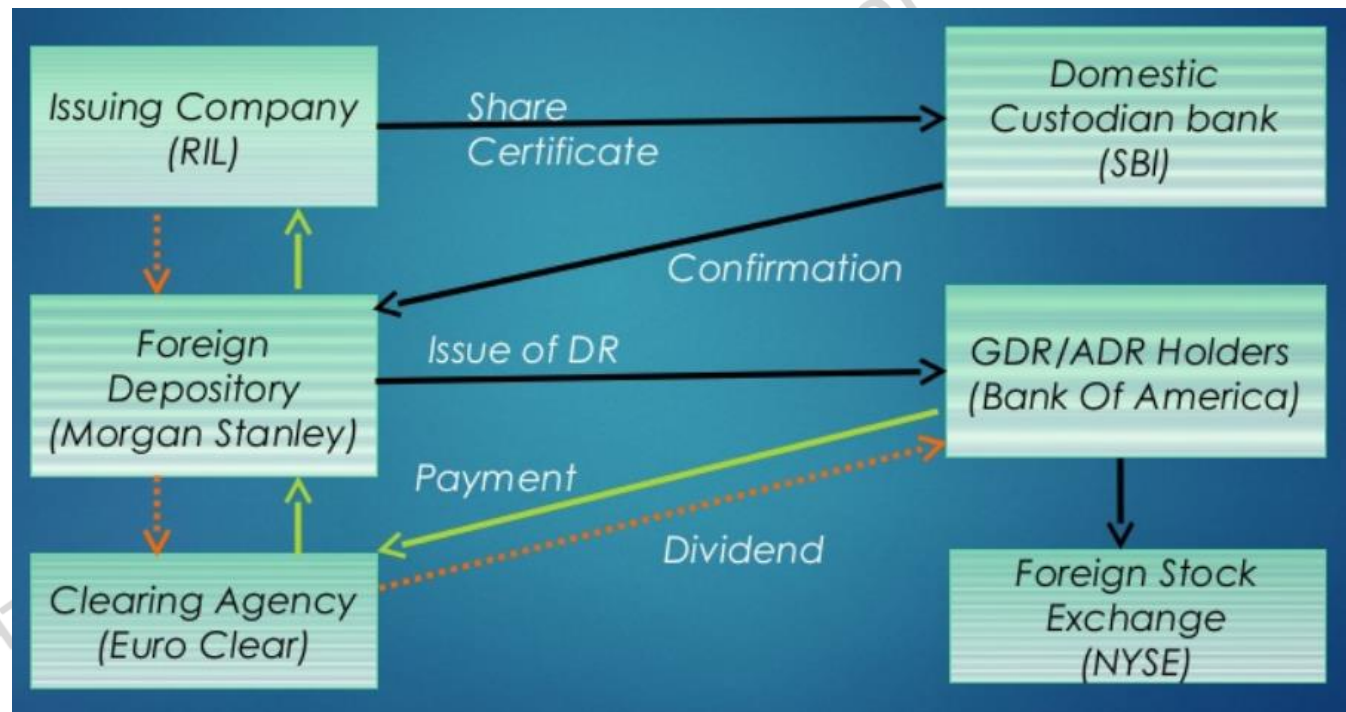 Issuing Company
(RIL)
Share
Certificate
Domestic
Custodian bank
(SBI)
Confirmation
Foreign
Depository
(Morgan Stanley)
Issue of DR
GDR/ADR Holders
(Bank Of America)
Payment
Dividend
Clearing Agency
(Euro Clear)
Foreign Stock
Exchange
(NYSE)